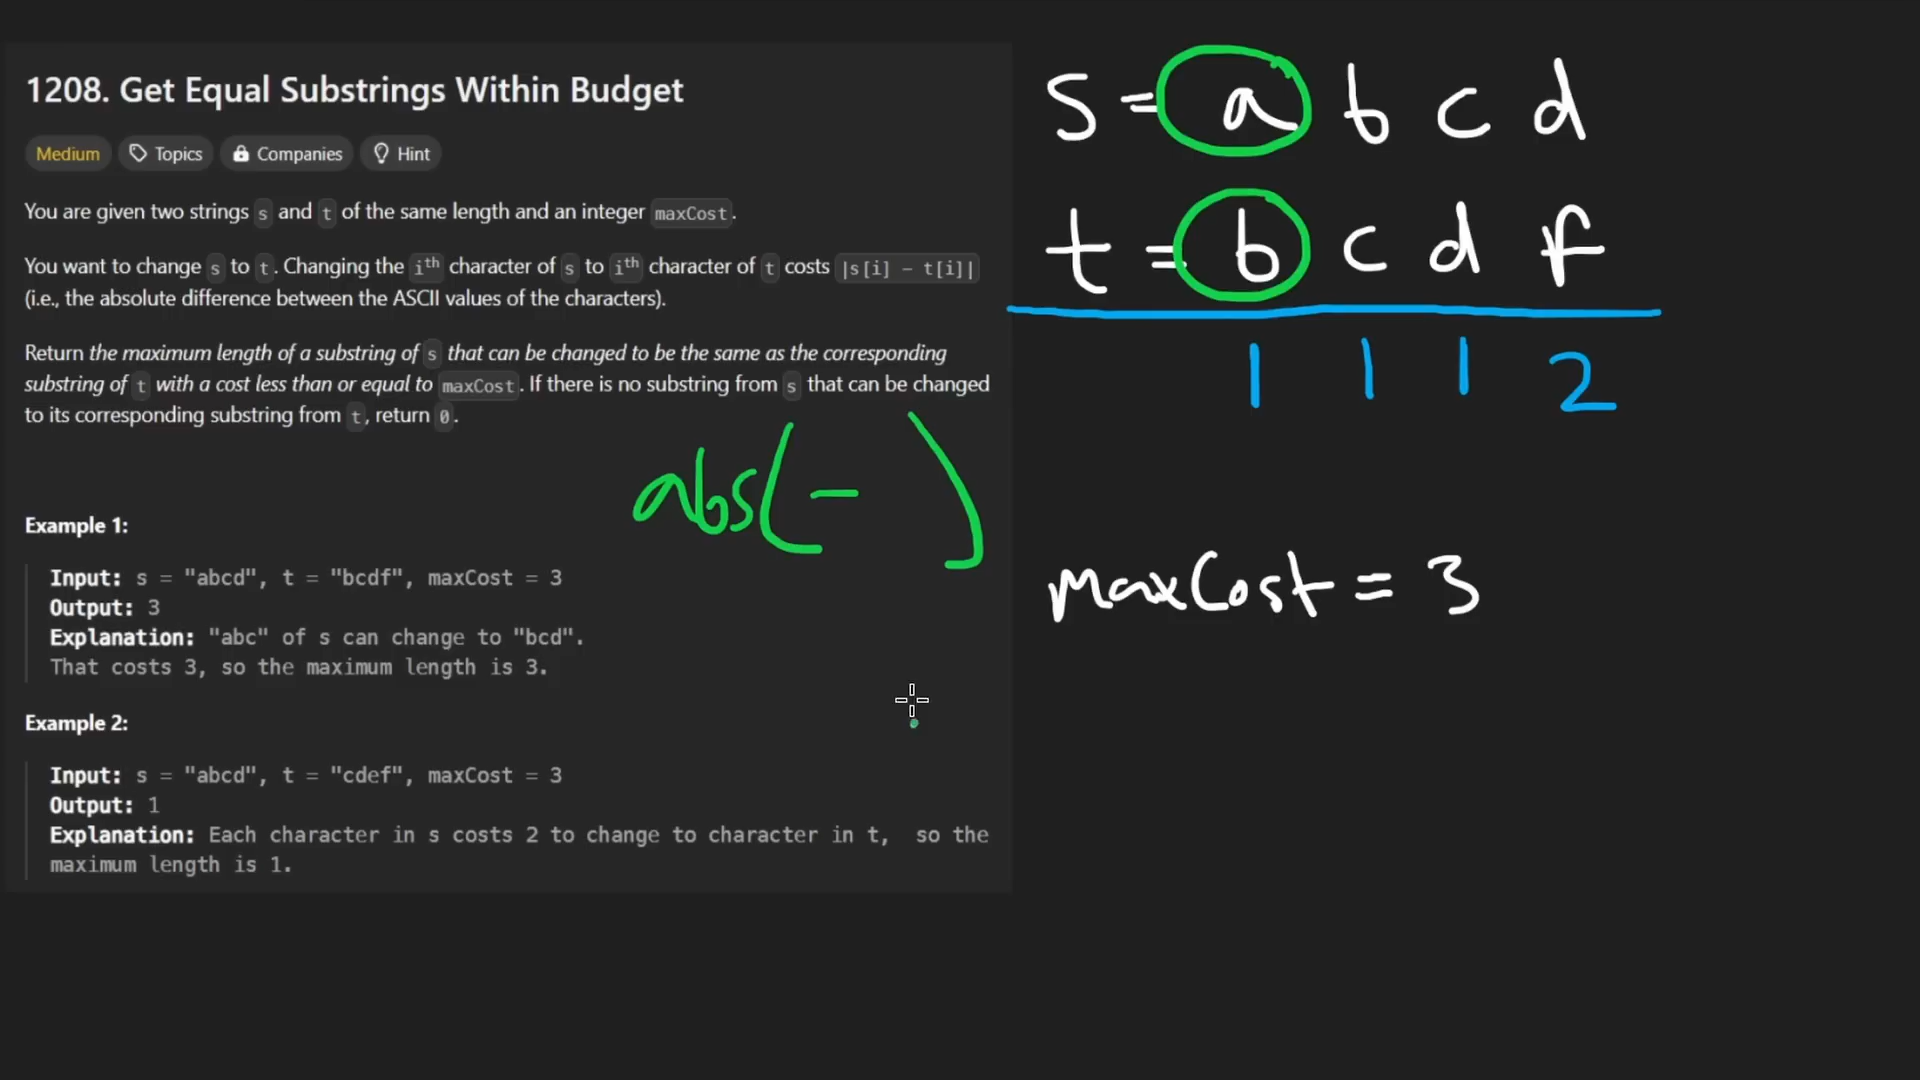 1208. Get Equal Substrings Within Budget
Medium Topics Companies Hint
You are given two strings s and t of the same length and an integer maxCost.
You want to change s to t. Changing the ith character of s to ith character of t costs |s[i] - t[i]|
(i.e., the absolute difference between the ASCII values of the characters).
Return the maximum length of a substring of s that can be changed to be the same as the corresponding
substring of t with a cost less than or equal to maxCost. If there is no substring from s that can be changed
to its corresponding substring from t, return 0.
abs( - )
Example 1:
Input: s = "abcd", t = "bcdf", maxCost = 3
Output: 3
Explanation: "abc" of s can change to "bcd".
That costs 3, so the maximum length is 3.
Example 2:
Input: s = "abcd", t = "cdef", maxCost = 3
Output: 1
Explanation: Each character in s costs 2 to change to character in t, so the
maximum length is 1.
s = a b c d
t = b c d f
1 1 1 2
maxCost = 3